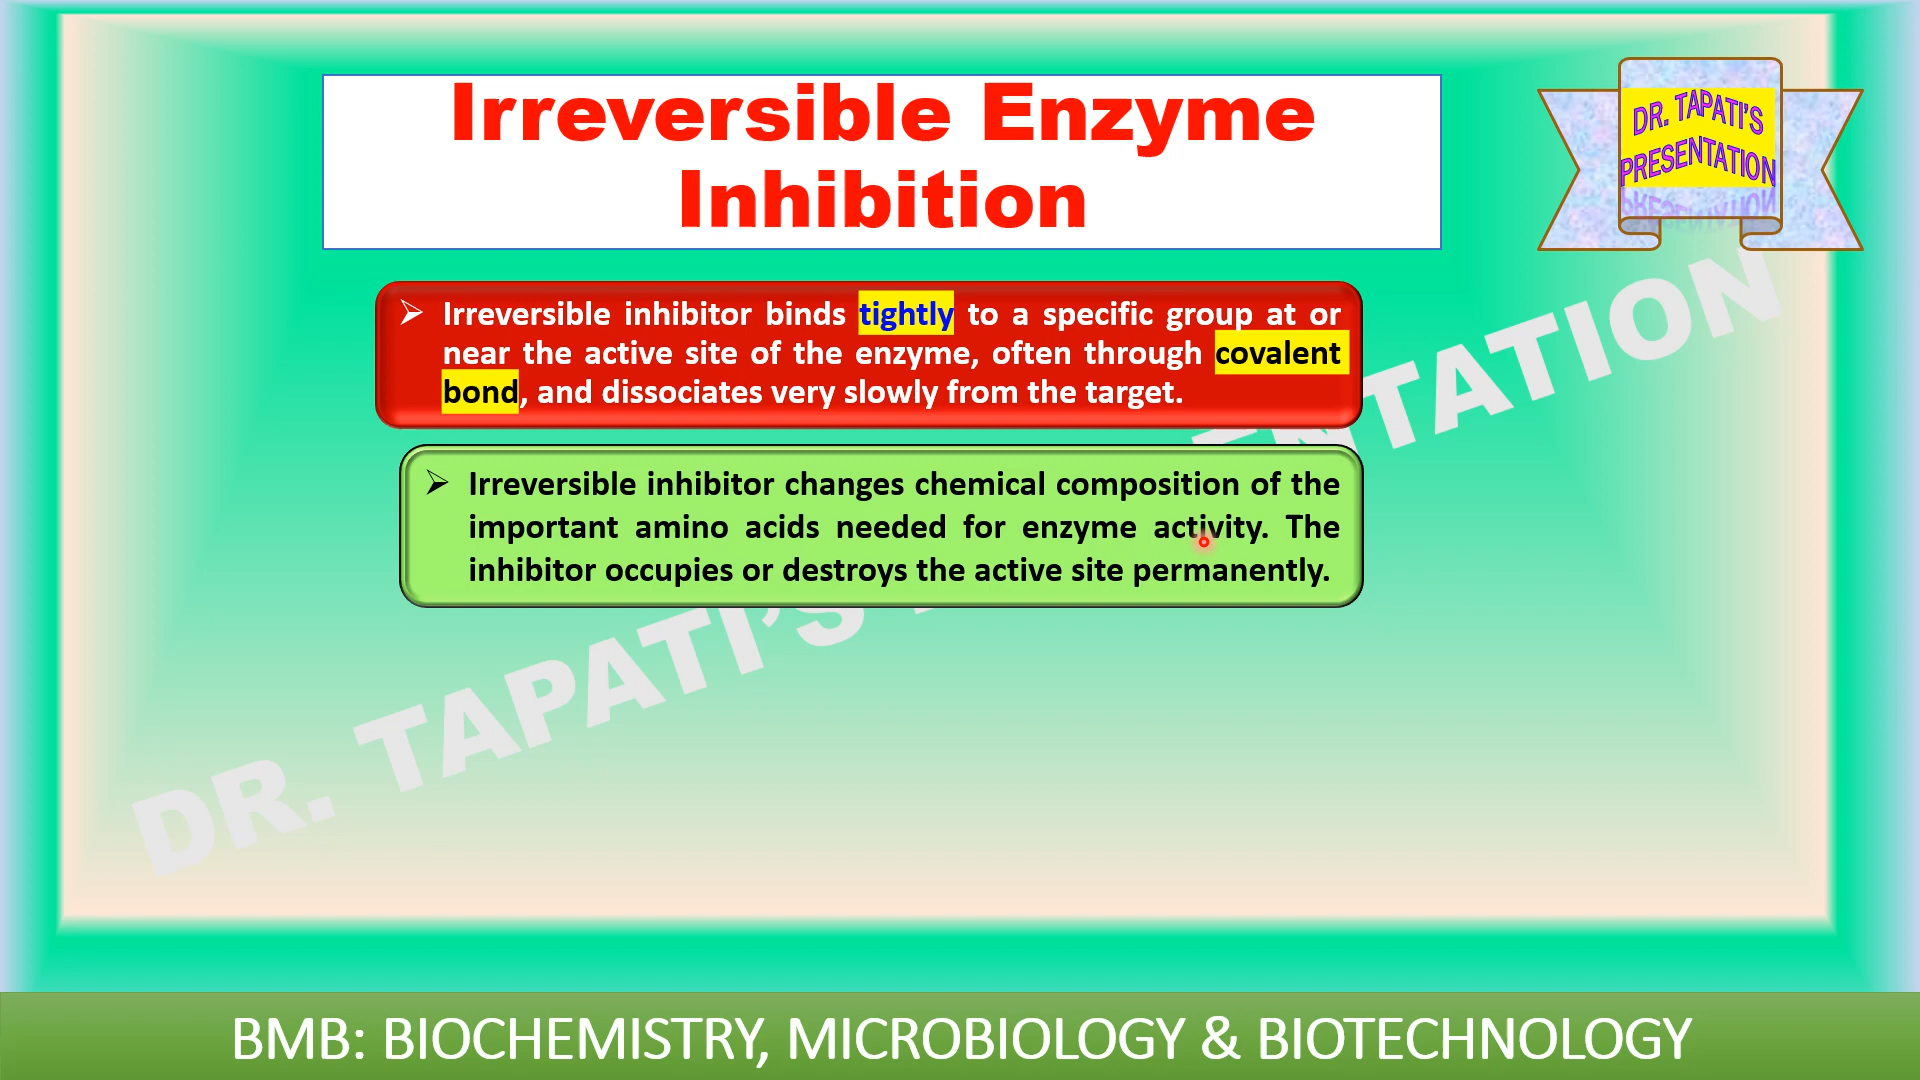 Irreversible Enzyme
Inhibition
DR. TAPATI'S
PRESENTATION
➢ Irreversible inhibitor binds tightly to a specific group at or
near the active site of the enzyme, often through covalent
bond, and dissociates very slowly from the target.
➢ Irreversible inhibitor changes chemical composition of the
important amino acids needed for enzyme activity. The
inhibitor occupies or destroys the active site permanently.
DR. TAPATI'S
BMB: BIOCHEMISTRY, MICROBIOLOGY & BIOTECHNOLOGY